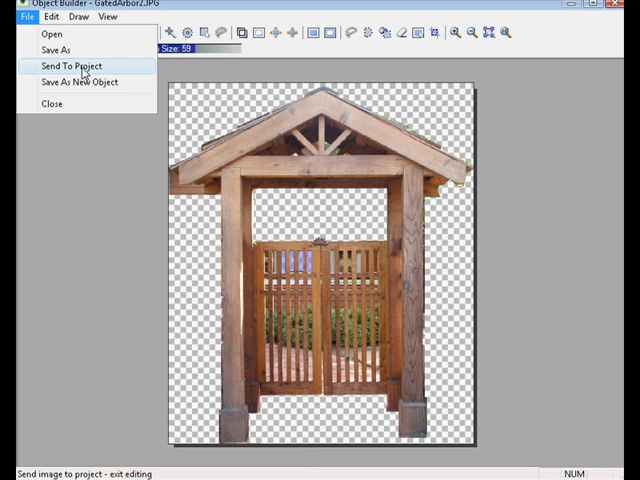 Object Builder - GatedArbor2JPG
File Edit Draw View
Open
Save As
Send To Project
Save As New Object
Close
Size: 59
Send image to project - exit editing
NUM